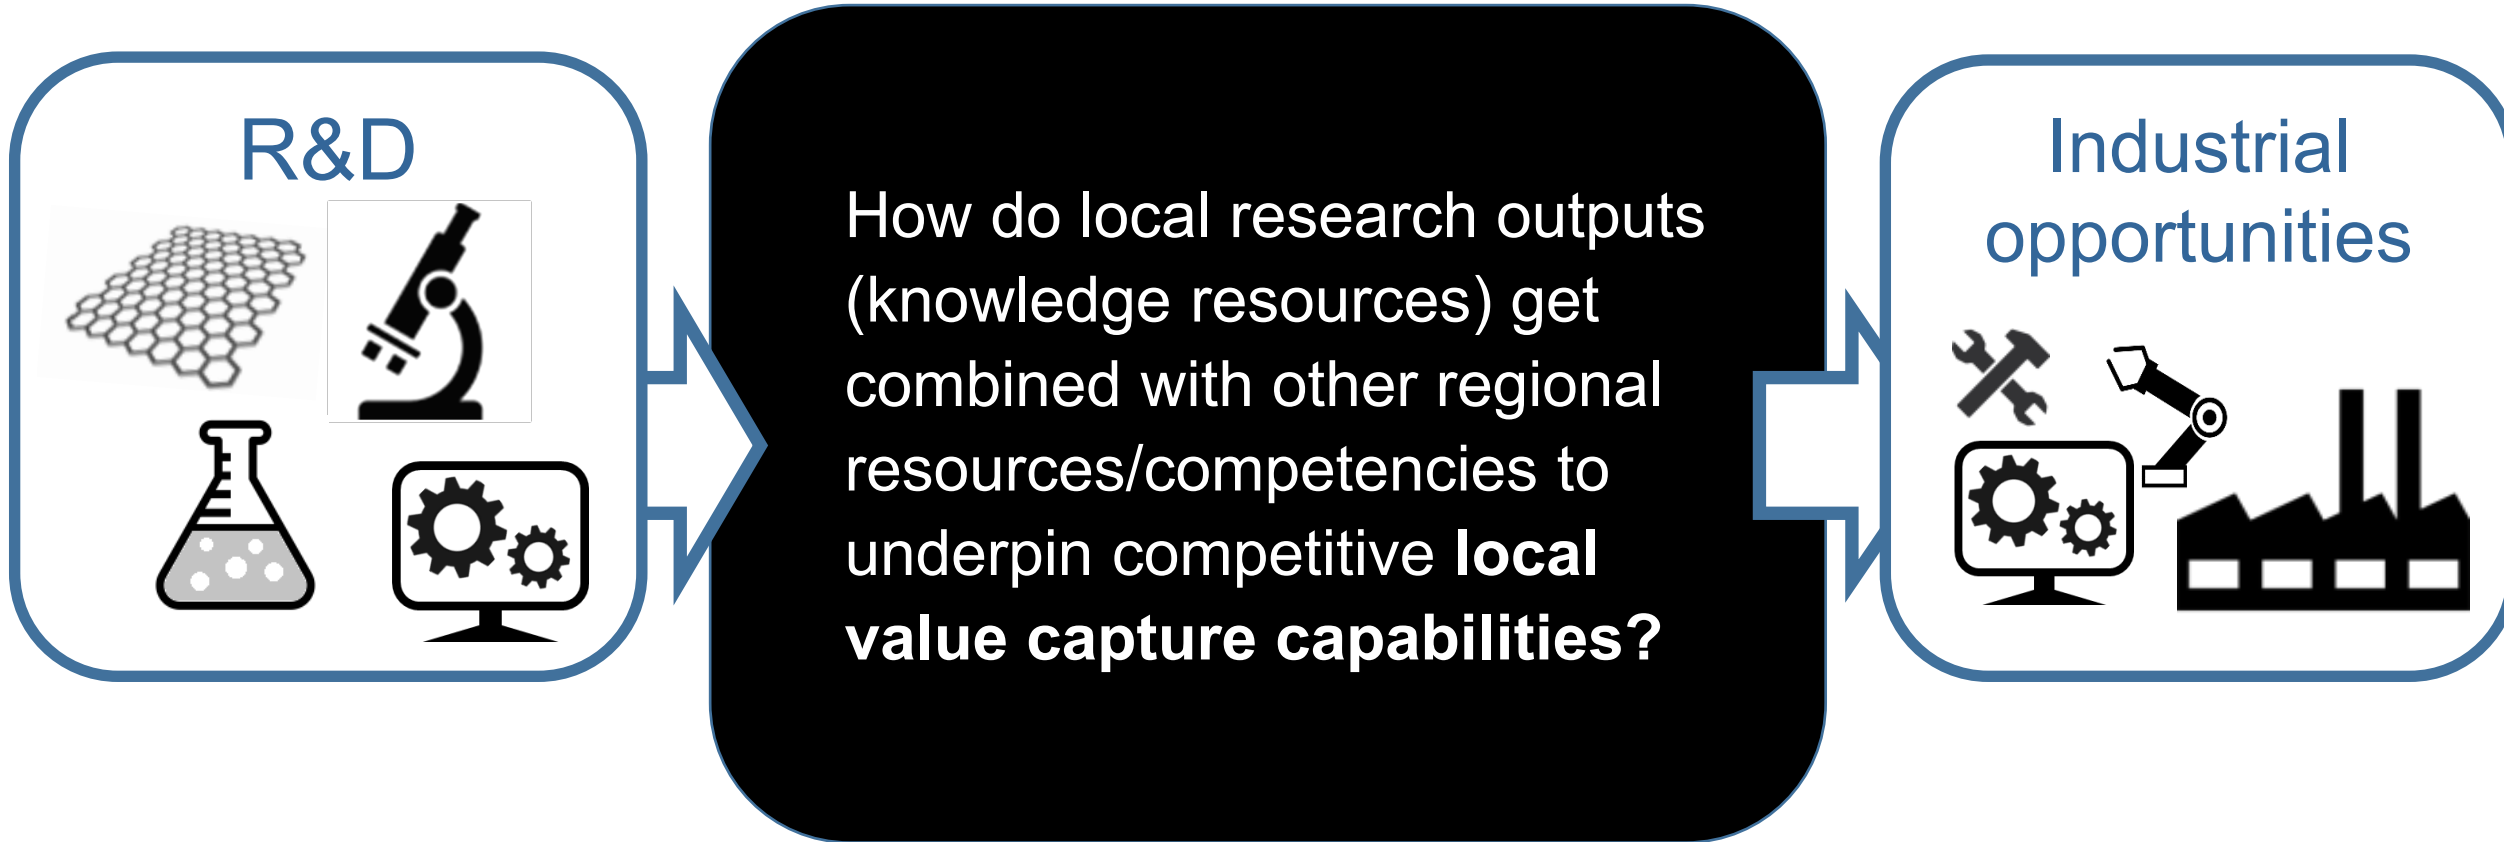 R&D
How do local research outputs
(knowledge resources) get
combined with other regional
resources/competencies to
underpin competitive local
value capture capabilities?
Industrial
opportunities